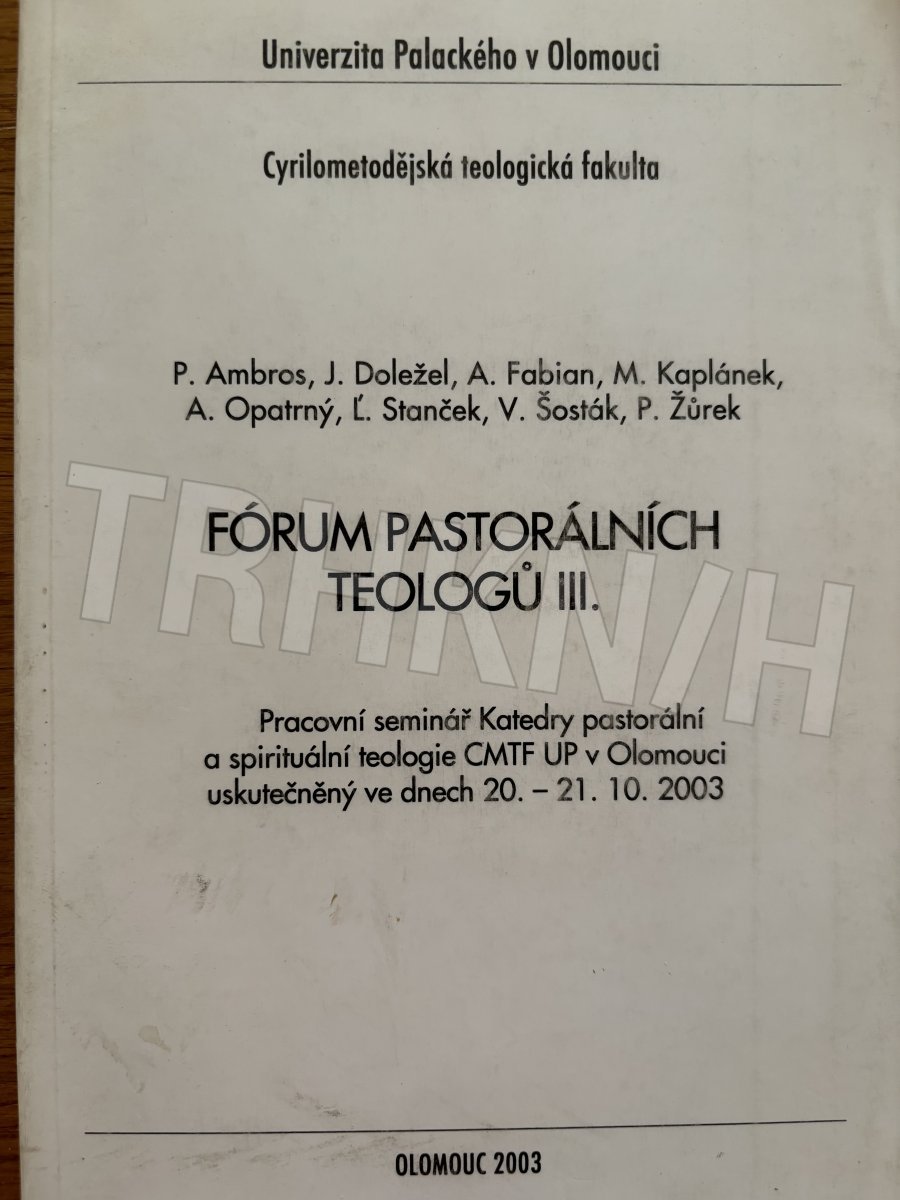 Univerzita Palackého v Olomouci
Cyrilometodějská teologická fakulta
P. Ambros, J. Doležel, A. Fabian, M. Kaplánek,
A. Opatrný, Ľ. Stanček, V. Šosták, P. Žůrek
FÓRUM PASTORÁLNÍCH
TEOLOGŮ III.
TRHKNIH
Pracovní seminář Katedry pastorální
a spirituální teologie CMTF UP v Olomouci
uskutečněný ve dnech 20. – 21. 10. 2003
OLOMOUC 2003